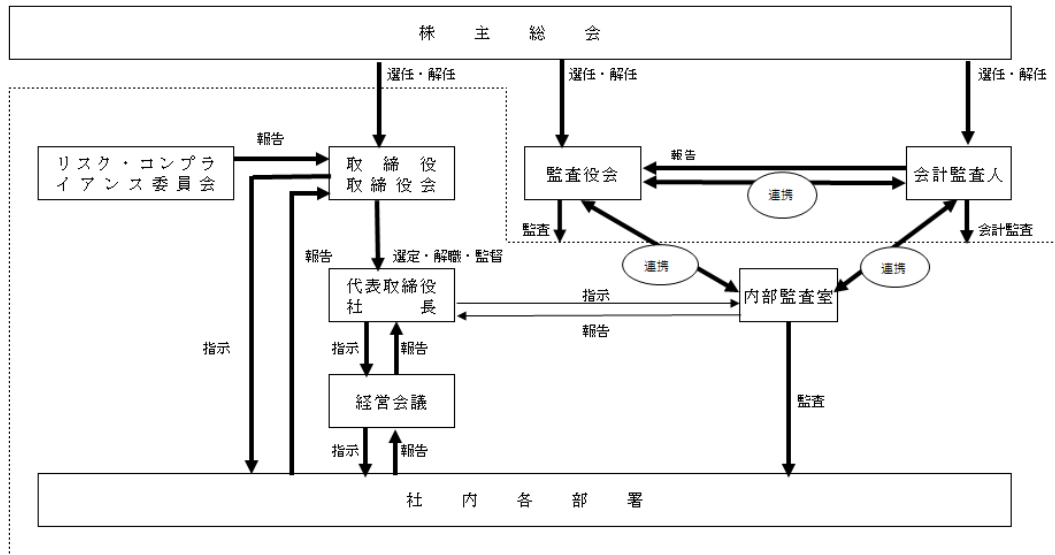 株主総会
選任・解任
選任・解任
選任・解任
報告
リスク・コンプラ
イアンス委員会
取締役
取締役会
監査役会
報告
連携
会計監査人
監査
会計監査
報告
選定・解職・監督
連携
連携
代表取締役
社長
指示
報告
内部監査室
指示
指示
報告
経営会議
監査
指示
報告
社内各部署